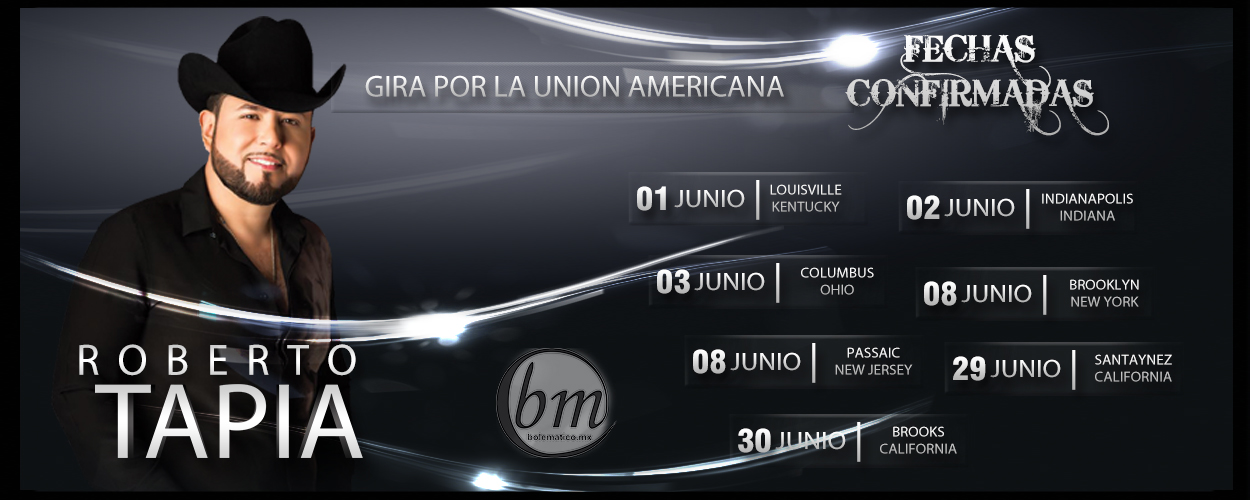 GIRA POR LA UNION AMERICANA
FECHAS
CONFIRMADAS
01 JUNIO
LOUISVILLE
KENTUCKY
02 JUNIO
INDIANAPOLIS
INDIANA
03 JUNIO
COLUMBUS
OHIO
08 JUNIO
BROOKLYN
NEW YORK
08 JUNIO
PASSAIC
NEW JERSEY
29 JUNIO
SANTAYNEZ
CALIFORNIA
30 JUNIO
BROOKS
CALIFORNIA
ROBERTO
TAPIA
bm
boletmatico.mx